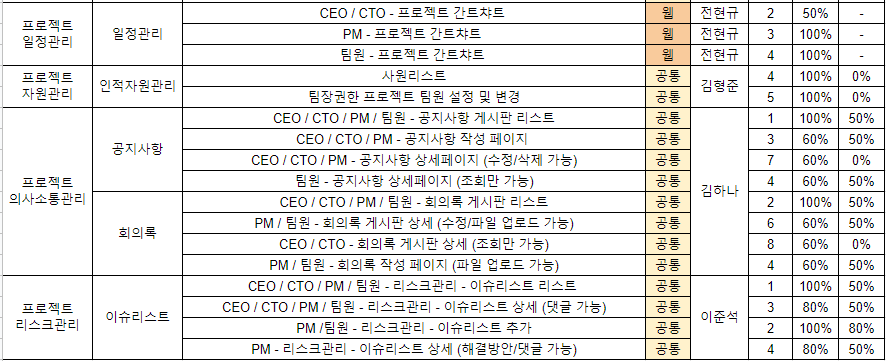 프로젝트 일정관리 일정관리 CEO / CTO - 프로젝트 간트챠트 웹 전현규 2 50% -
PM - 프로젝트 간트챠트 웹 전현규 3 100% -
팀원 - 프로젝트 간트챠트 웹 전현규 4 100% -
프로젝트 자원관리 인적자원관리 사원리스트 공통 김형준 4 100% 0%
팀장권한 프로젝트 팀원 설정 및 변경 공통 5 100% 0%
프로젝트 의사소통관리 공지사항 CEO / CTO / PM / 팀원 - 공지사항 게시판 리스트 공통 김하나 1 100% 50%
CEO / CTO / PM - 공지사항 작성 페이지 공통 3 60% 50%
CEO / CTO / PM - 공지사항 상세페이지 (수정/삭제 가능) 공통 7 60% 0%
팀원 - 공지사항 상세페이지 (조회만 가능) 공통 4 60% 50%
회의록 CEO / CTO / PM / 팀원 - 회의록 게시판 리스트 공통 2 100% 50%
PM / 팀원 - 회의록 게시판 상세 (수정/파일 업로드 가능) 공통 6 60% 50%
CEO / CTO - 회의록 게시판 상세 (조회만 가능) 공통 8 60% 0%
PM / 팀원 - 회의록 작성 페이지 (파일 업로드 가능) 공통 4 60% 50%
프로젝트 리스크관리 이슈리스트 CEO / CTO / PM / 팀원 - 리스크관리 - 이슈리스트 리스트 공통 이준석 1 100% 50%
CEO / CTO / PM / 팀원 - 리스크관리 - 이슈리스트 상세 (댓글 가능) 공통 3 80% 50%
PM /팀원 - 리스크관리 - 이슈리스트 추가 공통 2 100% 80%
PM - 리스크관리 - 이슈리스트 상세 (해결방안/댓글 가능) 공통 4 80% 50%